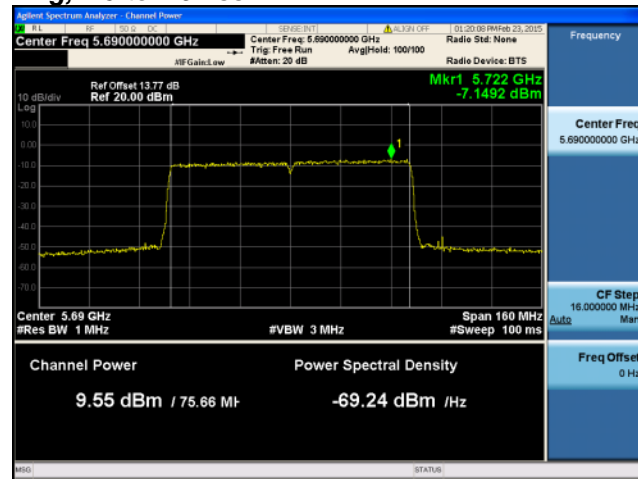 Agilent Spectrum Analyzer - Channel Power
RL RF 50 Ω DC SENSE:INT ALIGN OFF 01:20:08 PM Feb 23, 2015
Center Freq 5.690000000 GHz Center Freq: 5.690000000 GHz Radio Std: None
Trig: Free Run Avg|Hold: 100/100
#IFGain:Low #Atten: 20 dB Radio Device: BTS
Ref Offset 13.77 dB Mkr1 5.722 GHz
10 dB/div Ref 20.00 dBm -7.1492 dBm
Log
10.0
0.00
-10.0
-20.0
-30.0
-40.0
-50.0
-60.0
-70.0
1
Center 5.69 GHz Span 160 MHz
#Res BW 1 MHz #VBW 3 MHz #Sweep 100 ms
Channel Power Power Spectral Density
9.55 dBm / 75.66 MH -69.24 dBm /Hz
MSG STATUS
Frequency
Center Freq
5.690000000 GHz
CF Step
16.000000 MHz
Auto Man
Freq Offset
0 Hz